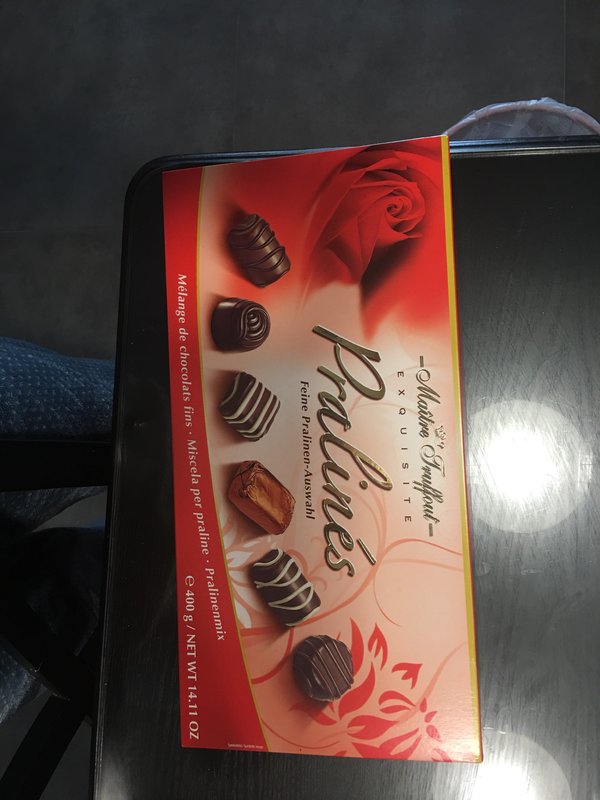 Maître Truffout
EXQUISITE
Pralinés
Feine Pralinen-Auswahl
Mélange de chocolats fins · Miscela per praline · Pralinenmix
℮ 400 g / NET WT 14.11 OZ